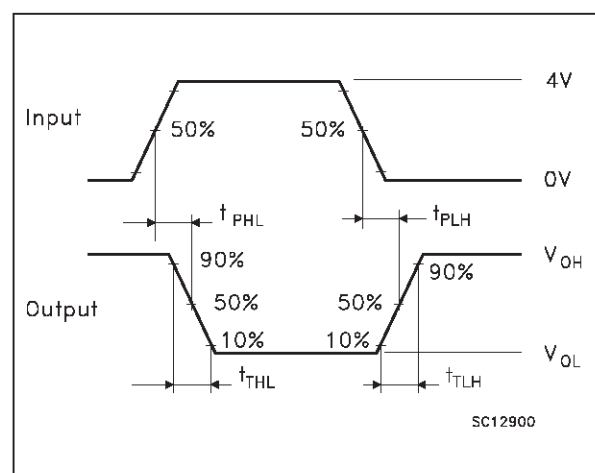 4V
Input
50%
50%
0V
tPHL
tPLH
90%
VOH
90%
Output
50%
50%
10%
10%
VOL
tTHL
tTLH
SC12900